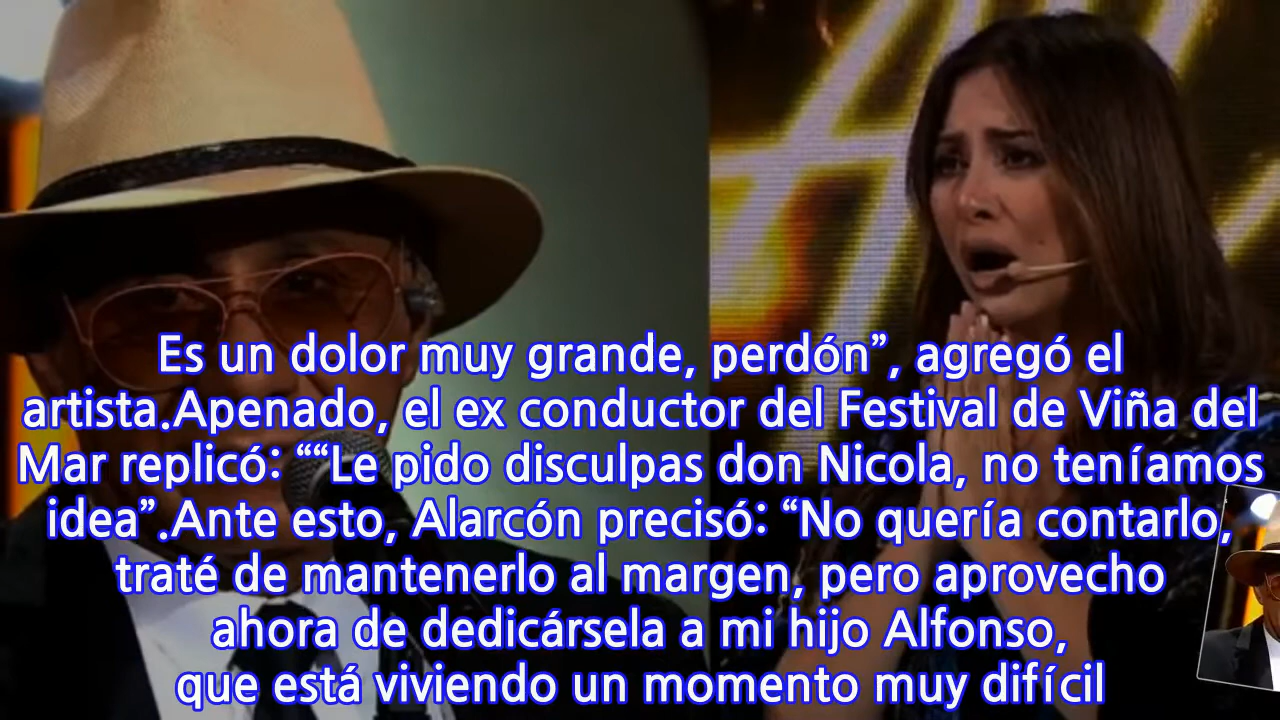 Es un dolor muy grande, perdón”, agregó el
artista.Apenado, el ex conductor del Festival de Viña del
Mar replicó: ““Le pido disculpas don Nicola, no teníamos
idea”.Ante esto, Alarcón precisó: “No quería contarlo,
traté de mantenerlo al margen, pero aprovecho
ahora de dedicársela a mi hijo Alfonso,
que está viviendo un momento muy difícil